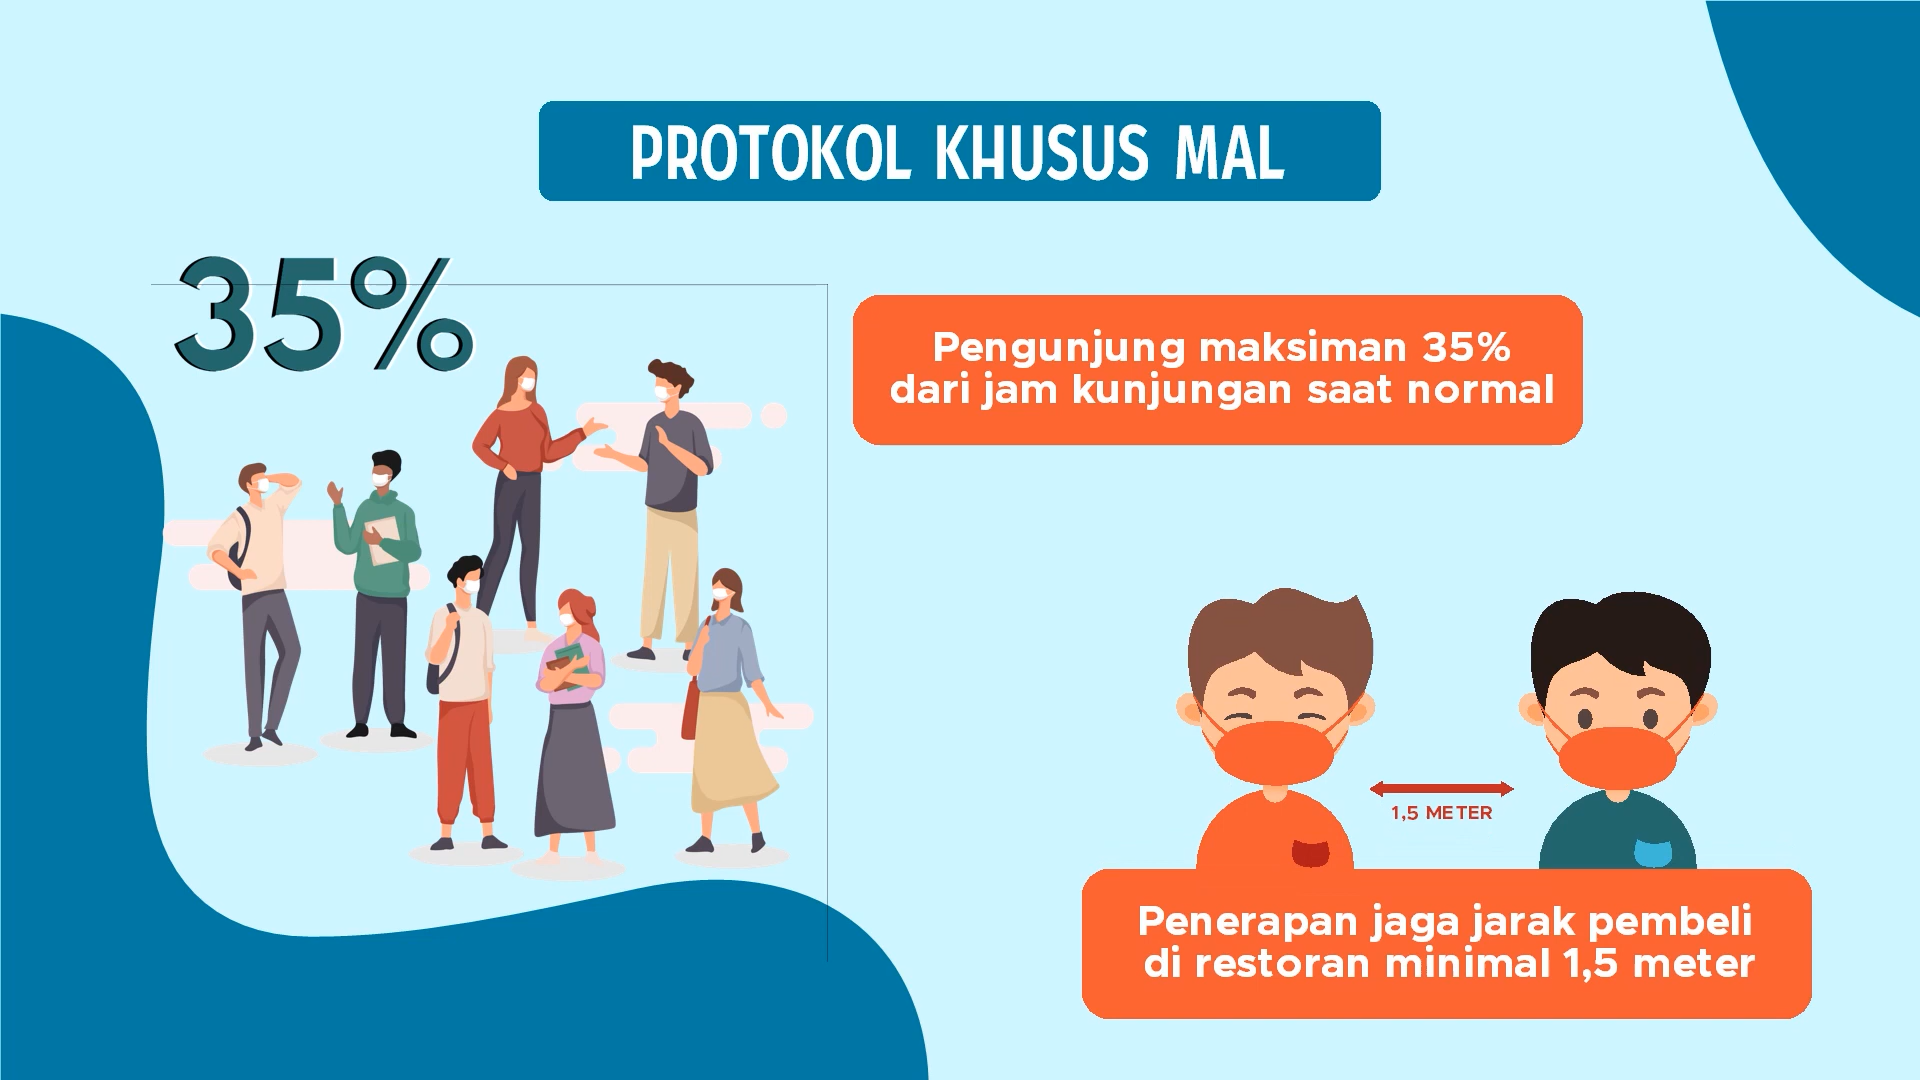 PROTOKOL KHUSUS MAL
35%
Pengunjung maksiman 35%
dari jam kunjungan saat normal
1,5 METER
Penerapan jaga jarak pembeli
di restoran minimal 1,5 meter